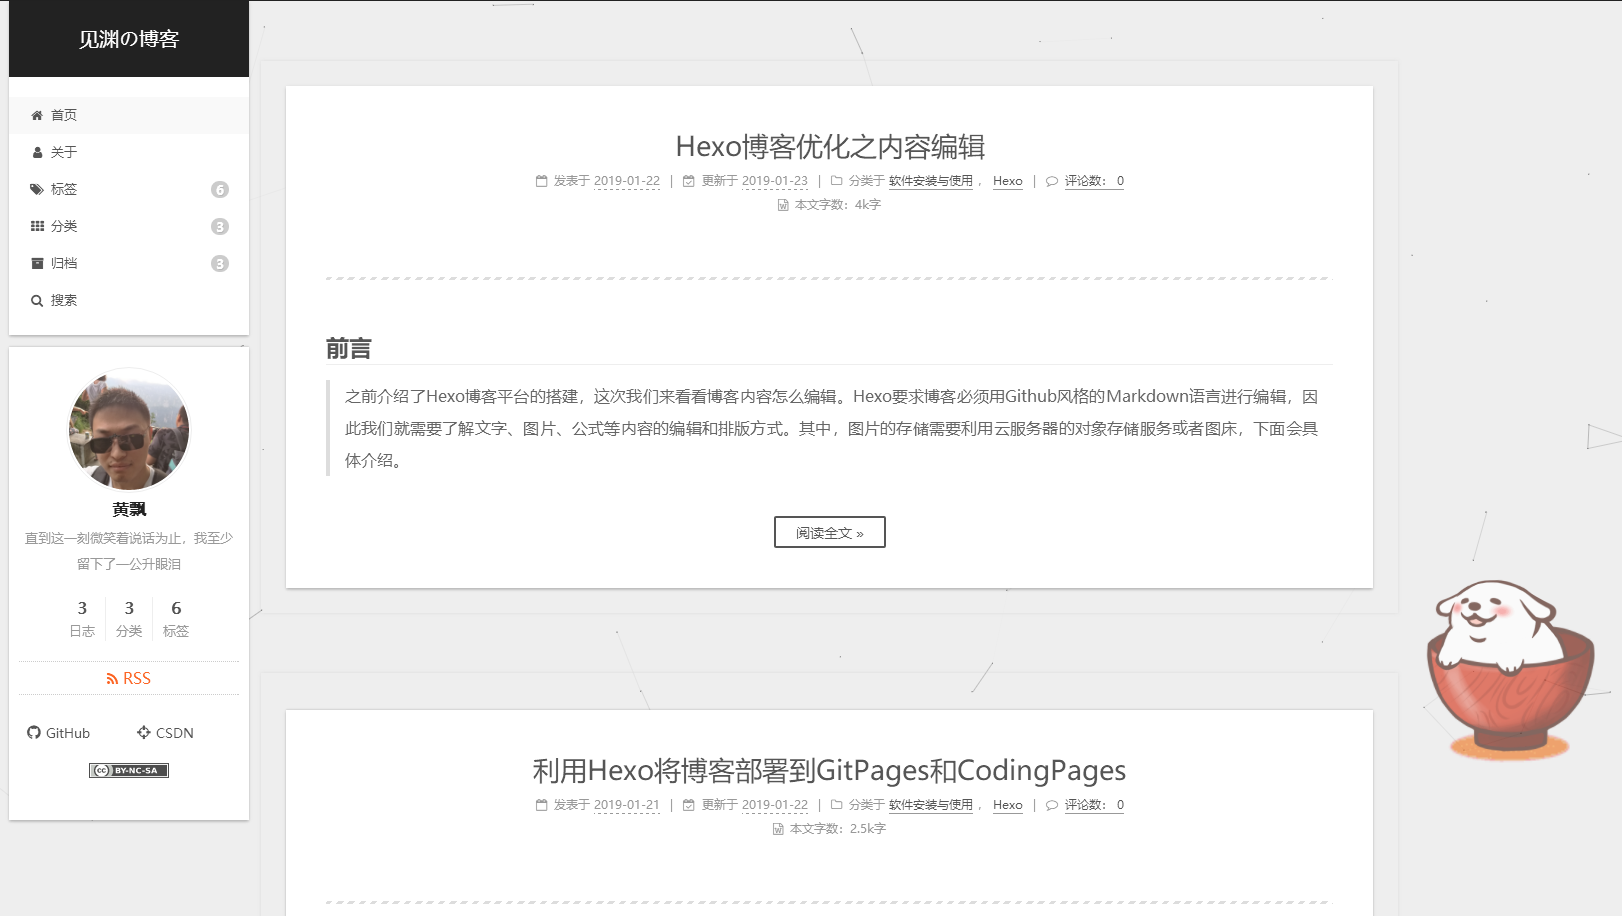 见渊の博客
首页
关于
标签 6
分类 3
归档 3
搜索
黄飘
直到这一刻微笑着说话为止，我至少
留下了一公升眼泪
3 3 6
日志 分类 标签
RSS
GitHub CSDN
cc BY-NC-SA
Hexo博客优化之内容编辑
发表于 2019-01-22 | 更新于 2019-01-23 | 分类于 软件安装与使用 ， Hexo | 评论数： 0
本文字数：4k字
前言
之前介绍了Hexo博客平台的搭建，这次我们来看看博客内容怎么编辑。Hexo要求博客必须用Github风格的Markdown语言进行编辑，因
此我们就需要了解文字、图片、公式等内容的编辑和排版方式。其中，图片的存储需要利用云服务器的对象存储服务或者图床，下面会具
体介绍。
阅读全文 »
利用Hexo将博客部署到GitPages和CodingPages
发表于 2019-01-21 | 更新于 2019-01-22 | 分类于 软件安装与使用 ， Hexo | 评论数： 0
本文字数：2.5k字